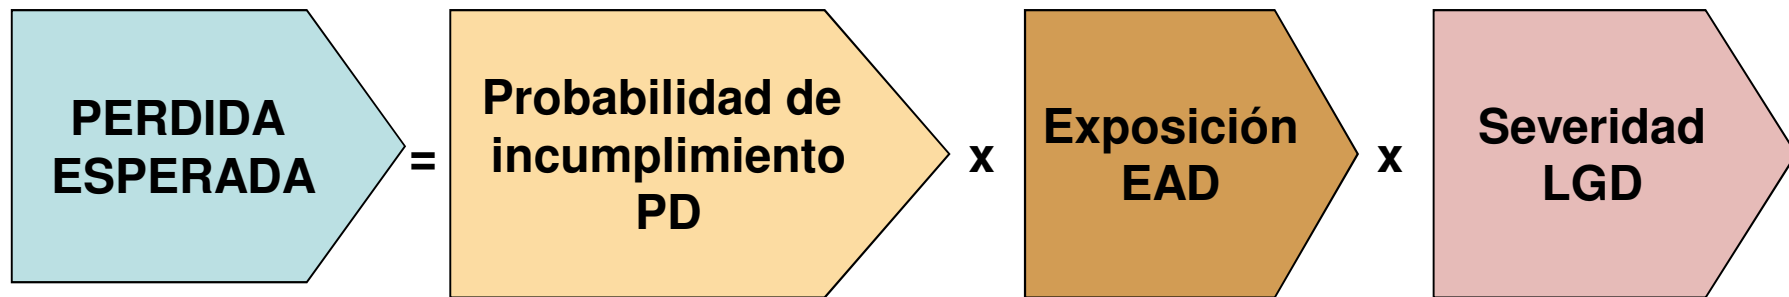 PERDIDA
ESPERADA
=
Probabilidad de
incumplimiento
PD
x
Exposición
EAD
x
Severidad
LGD